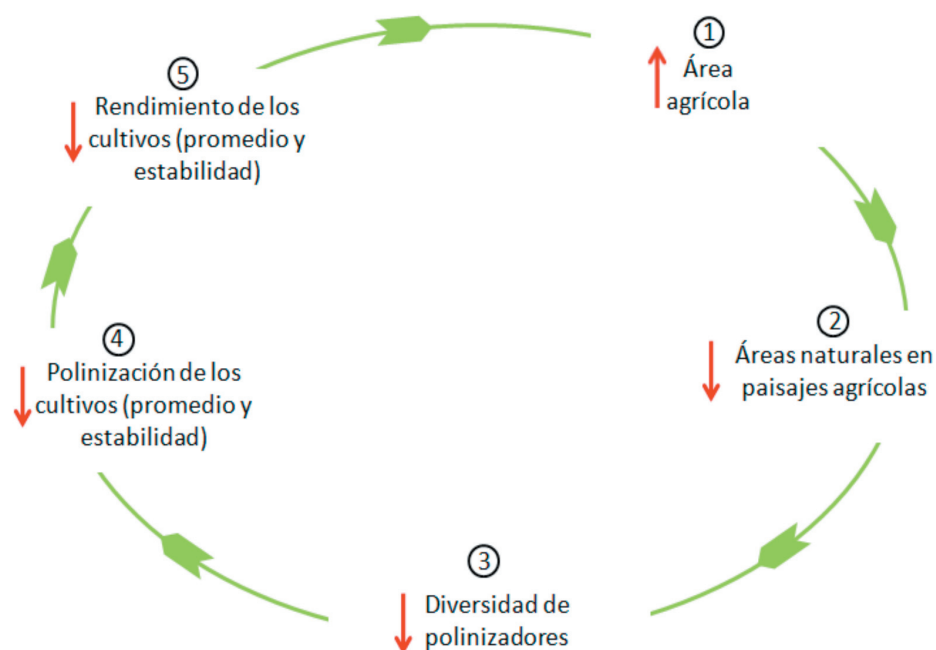 ①
Área
agrícola
②
Áreas naturales en
paisajes agrícolas
③
Diversidad de
polinizadores
④
Polinización de los
cultivos (promedio y
estabilidad)
⑤
Rendimiento de los
cultivos (promedio y
estabilidad)